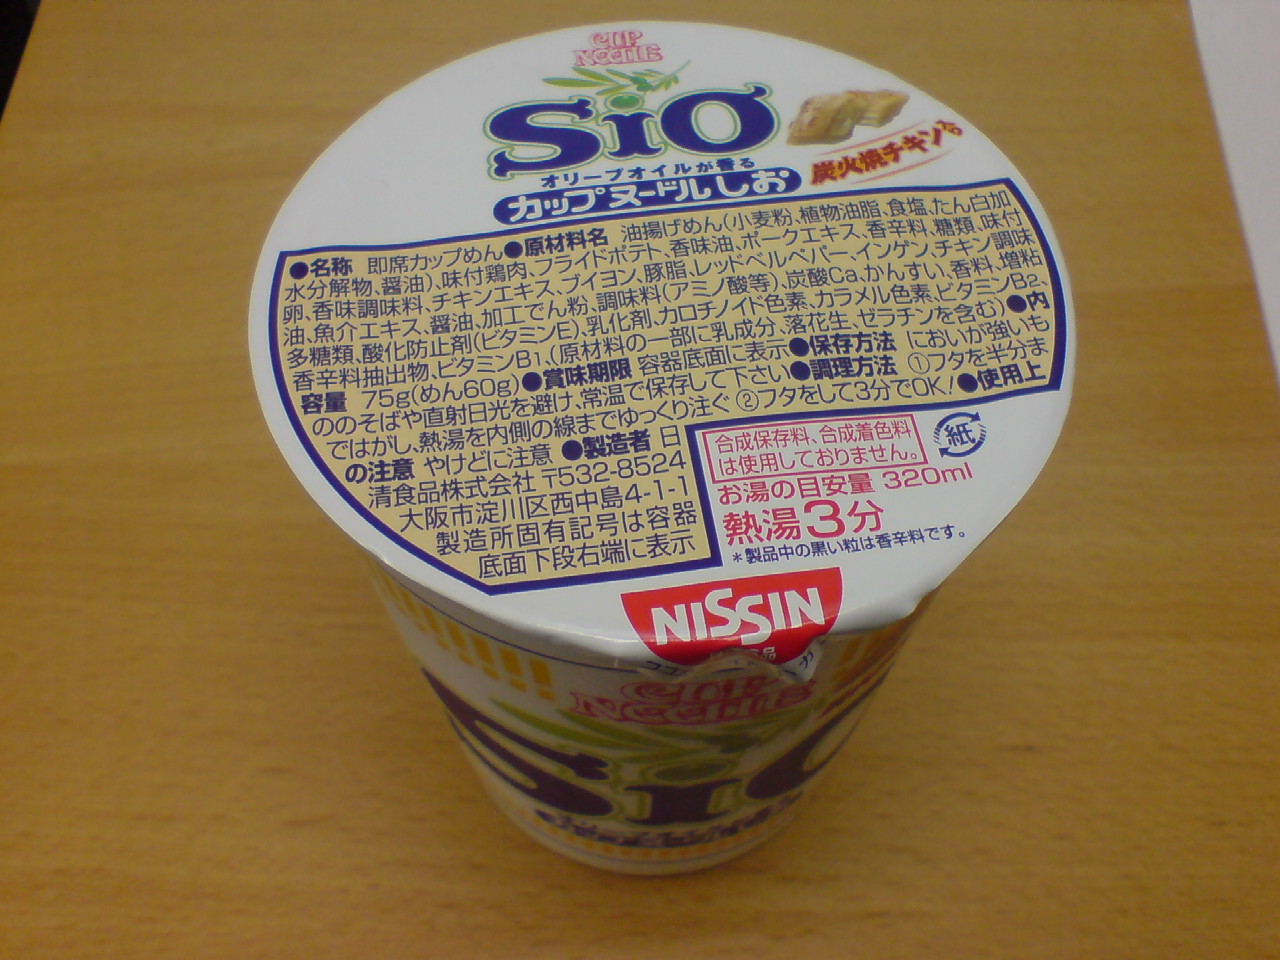 CUP
NOODLE
SiO
オリーブオイルが香る
カップヌードルしお
炭火焼チキン
●名称 即席カップめん●原材料名 油揚げめん(小麦粉、植物油脂、食塩、たん白加
水分解物、醤油)、味付鶏肉、フライドポテト、香味油、ポークエキス、香辛料、糖類、味付
卵、香味調味料、チキンエキス、ブイヨン、豚脂、レッドベルペパー、インゲン、チキン調味
油、魚介エキス、醤油、加工でん粉、調味料(アミノ酸等)、炭酸Ca、かんすい、香料、増粘
多糖類、酸化防止剤(ビタミンE)、乳化剤、カロチノイド色素、カラメル色素、ビタミンB2、
香辛料抽出物、ビタミンB1、(原材料の一部に乳成分、落花生、ゼラチンを含む)●内
容量 75g(めん60g)●賞味期限 容器底面に表示●保存方法 においが強いも
ののそばや直射日光を避け、常温で保存して下さい●調理方法 ①フタを半分ま
ではがし、熱湯を内側の線までゆっくり注ぐ ②フタをして3分でOK!●使用上
の注意 やけどに注意 ●製造者 日
清食品株式会社 〒532-8524
大阪市淀川区西中島4-1-1
製造所固有記号は容器
底面下段右端に表示
合成保存料、合成着色料
は使用しておりません。
紙
お湯の目安量 320ml
熱湯3分
*製品中の黒い粒は香辛料です。
NISSIN
CUP
NOODLE
SiO